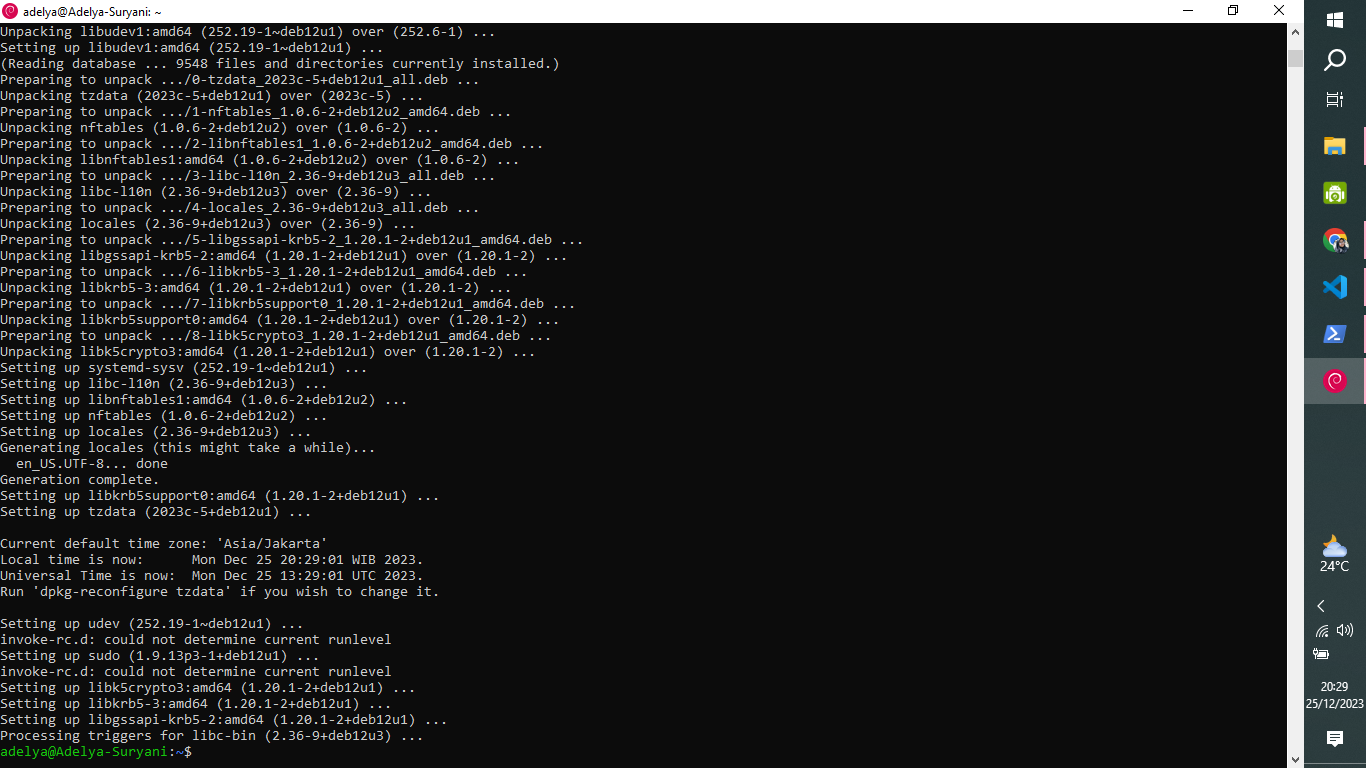 adelya@Adelya-Suryani: ~
Unpacking libudev1:amd64 (252.19-1~deb12u1) over (252.6-1) ...
Setting up libudev1:amd64 (252.19-1~deb12u1) ...
(Reading database ... 9548 files and directories currently installed.)
Preparing to unpack .../0-tzdata_2023c-5+deb12u1_all.deb ...
Unpacking tzdata (2023c-5+deb12u1) over (2023c-5) ...
Preparing to unpack .../1-nftables_1.0.6-2+deb12u2_amd64.deb ...
Unpacking nftables (1.0.6-2+deb12u2) over (1.0.6-2) ...
Preparing to unpack .../2-libnftables1_1.0.6-2+deb12u2_amd64.deb ...
Unpacking libnftables1:amd64 (1.0.6-2+deb12u2) over (1.0.6-2) ...
Preparing to unpack .../3-libc-l10n_2.36-9+deb12u3_all.deb ...
Unpacking libc-l10n (2.36-9+deb12u3) over (2.36-9) ...
Preparing to unpack .../4-locales_2.36-9+deb12u3_all.deb ...
Unpacking locales (2.36-9+deb12u3) over (2.36-9) ...
Preparing to unpack .../5-libgssapi-krb5-2_1.20.1-2+deb12u1_amd64.deb ...
Unpacking libgssapi-krb5-2:amd64 (1.20.1-2+deb12u1) over (1.20.1-2) ...
Preparing to unpack .../6-libkrb5-3_1.20.1-2+deb12u1_amd64.deb ...
Unpacking libkrb5-3:amd64 (1.20.1-2+deb12u1) over (1.20.1-2) ...
Preparing to unpack .../7-libkrb5support0_1.20.1-2+deb12u1_amd64.deb ...
Unpacking libkrb5support0:amd64 (1.20.1-2+deb12u1) over (1.20.1-2) ...
Preparing to unpack .../8-libk5crypto3_1.20.1-2+deb12u1_amd64.deb ...
Unpacking libk5crypto3:amd64 (1.20.1-2+deb12u1) over (1.20.1-2) ...
Setting up systemd-sysv (252.19-1~deb12u1) ...
Setting up libc-l10n (2.36-9+deb12u3) ...
Setting up libnftables1:amd64 (1.0.6-2+deb12u2) ...
Setting up nftables (1.0.6-2+deb12u2) ...
Setting up locales (2.36-9+deb12u3) ...
Generating locales (this might take a while)...
  en_US.UTF-8... done
Generation complete.
Setting up libkrb5support0:amd64 (1.20.1-2+deb12u1) ...
Setting up tzdata (2023c-5+deb12u1) ...
Current default time zone: 'Asia/Jakarta'
Local time is now:      Mon Dec 25 20:29:01 WIB 2023.
Universal Time is now:  Mon Dec 25 13:29:01 UTC 2023.
Run 'dpkg-reconfigure tzdata' if you wish to change it.
Setting up udev (252.19-1~deb12u1) ...
invoke-rc.d: could not determine current runlevel
Setting up sudo (1.9.13p3-1+deb12u1) ...
invoke-rc.d: could not determine current runlevel
Setting up libk5crypto3:amd64 (1.20.1-2+deb12u1) ...
Setting up libkrb5-3:amd64 (1.20.1-2+deb12u1) ...
Setting up libgssapi-krb5-2:amd64 (1.20.1-2+deb12u1) ...
Processing triggers for libc-bin (2.36-9+deb12u3) ...
adelya@Adelya-Suryani:~$
24°C
20:29
25/12/2023